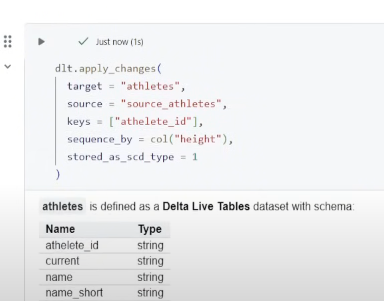 Just now (1s)
dlt.apply_changes(
target = "athletes",
source = "source_athletes",
keys = ["athelete_id"],
sequence_by = col("height"),
stored_as_scd_type = 1
)
athletes is defined as a Delta Live Tables dataset with schema:
Name Type
athelete_id string
current string
name string
name_short string